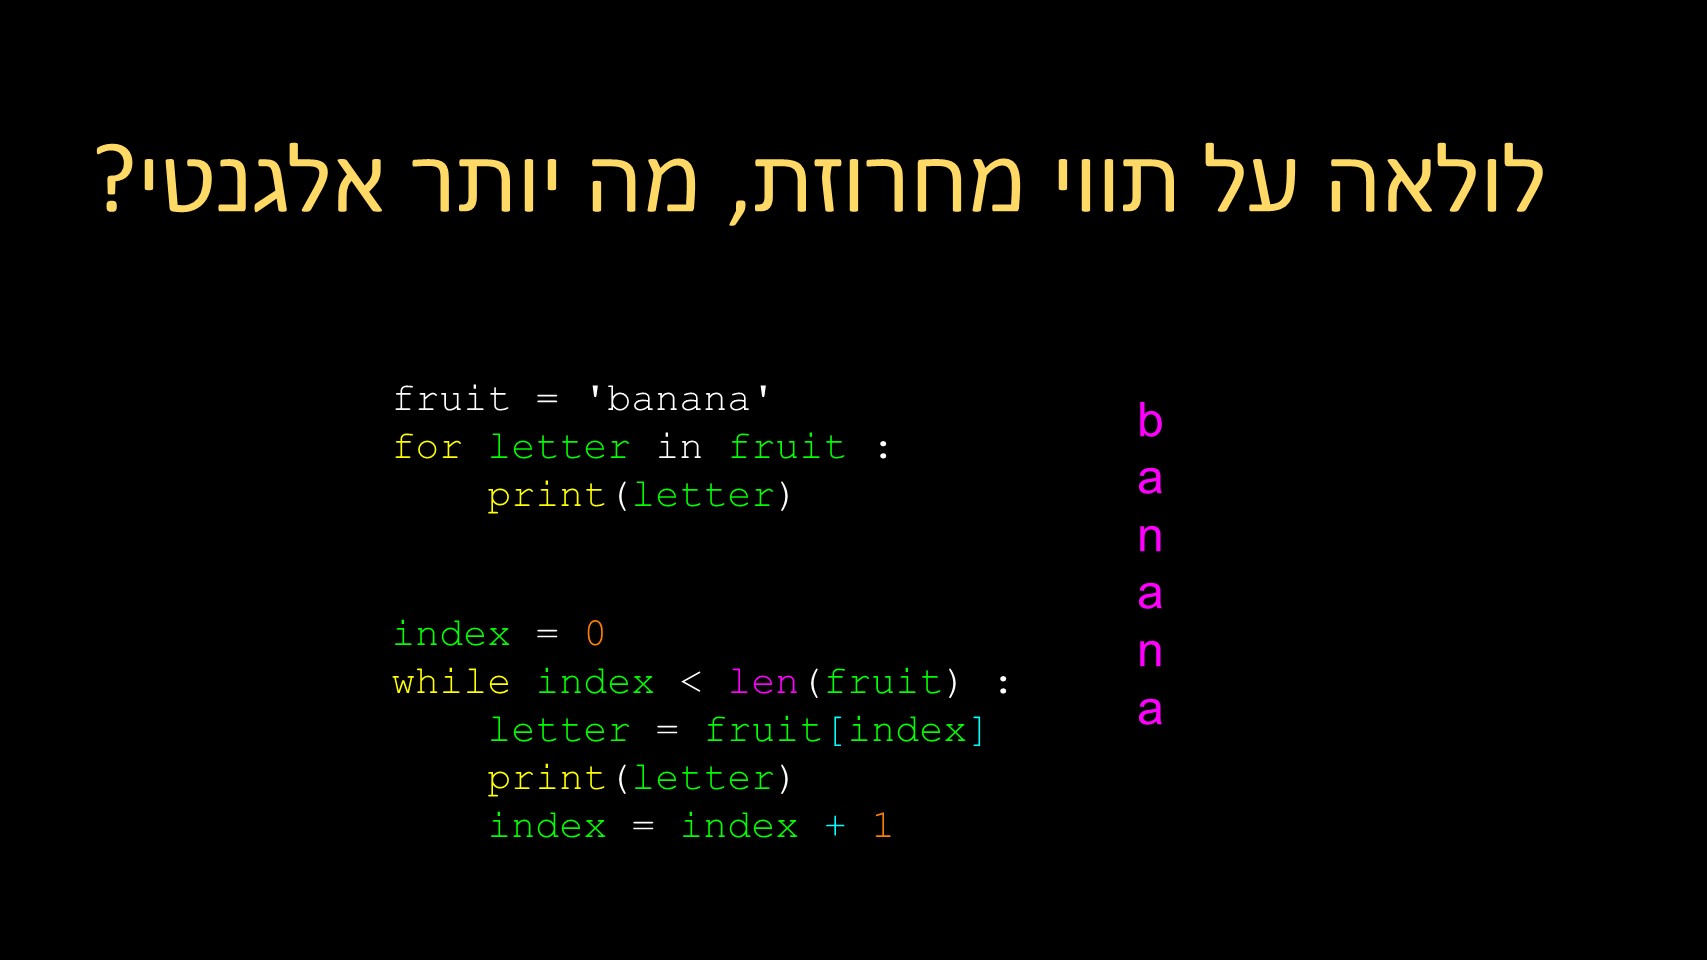 לולאה על תווי מחרוזת, מה יותר אלגנטי?
fruit = 'banana'
for letter in fruit :
    print(letter)
index = 0
while index < len(fruit) :
    letter = fruit[index]
    print(letter)
    index = index + 1
b
a
n
a
n
a